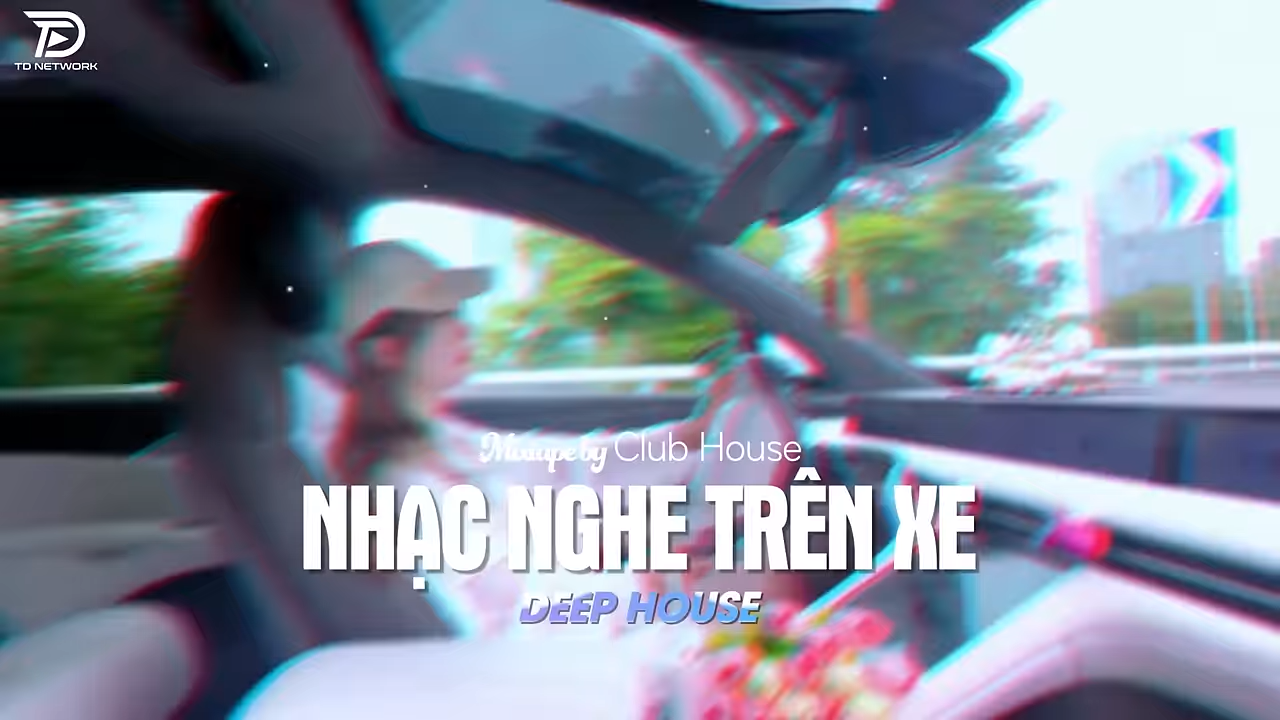 TD NETWORK
Mixtape by Club House
NHẠC NGHE TRÊN XE
DEEP HOUSE